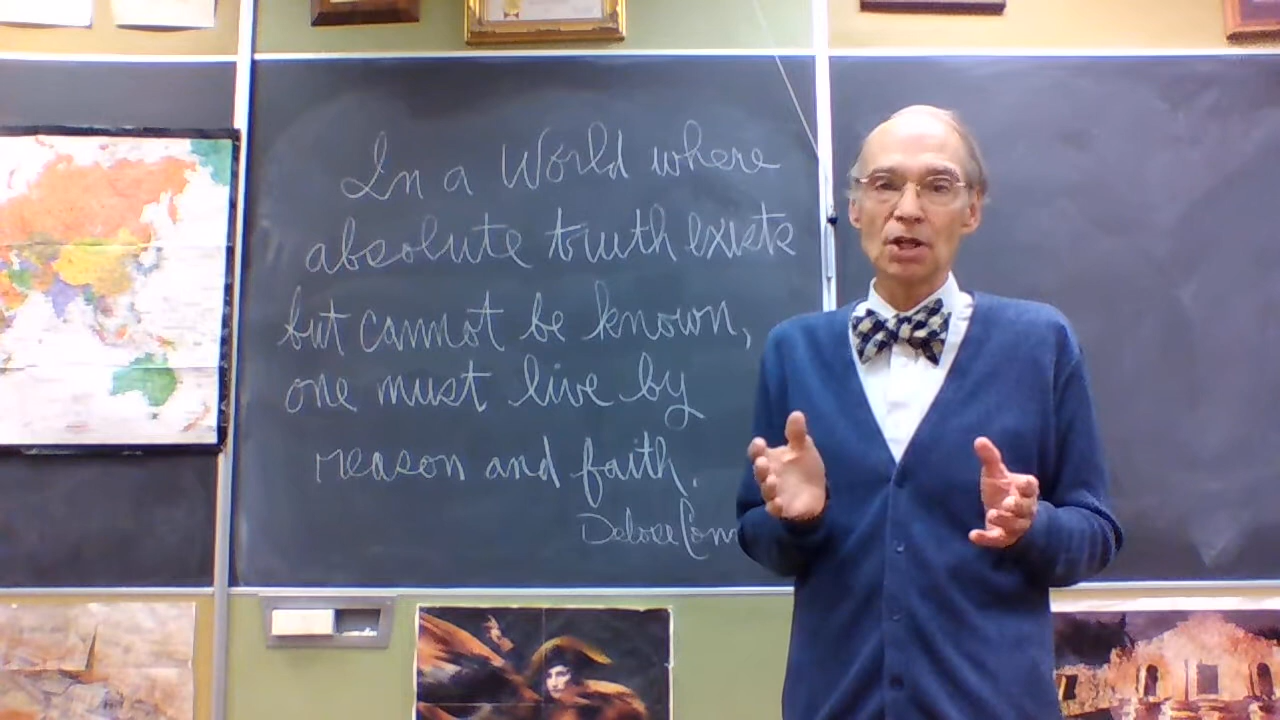 In a World where
absolute truth exists
but cannot be known,
one must live by
reason and faith.